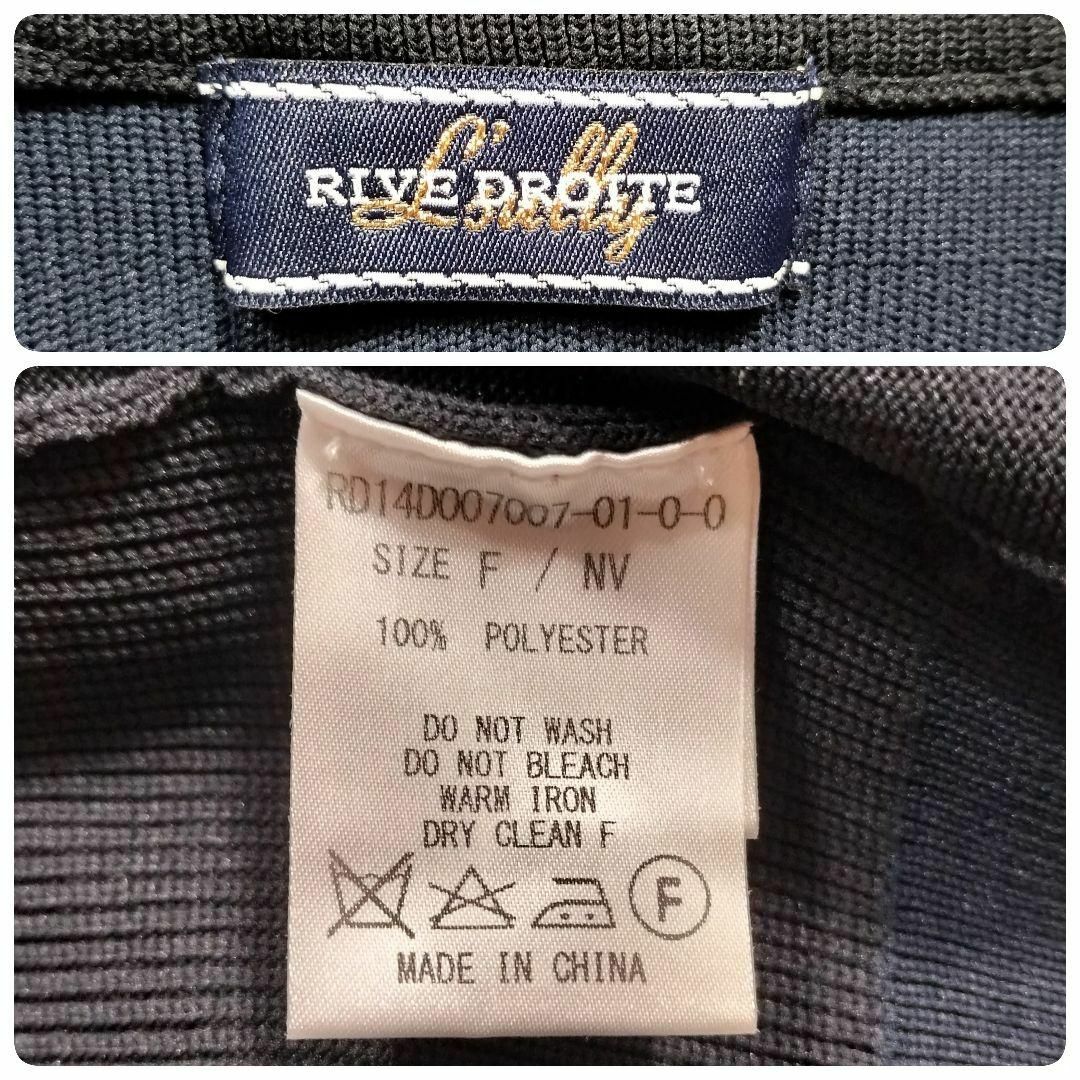 RIVE DROITE
RD14D007007-01-0-0
SIZE F / NV
100% POLYESTER
DO NOT WASH
DO NOT BLEACH
WARM IRON
DRY CLEAN F
F
MADE IN CHINA